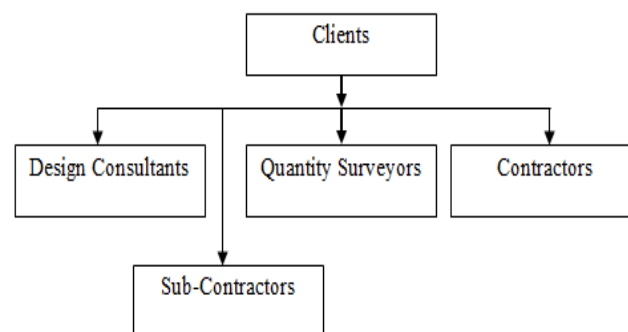 Clients
Design Consultants
Quantity Surveyors
Contractors
Sub-Contractors